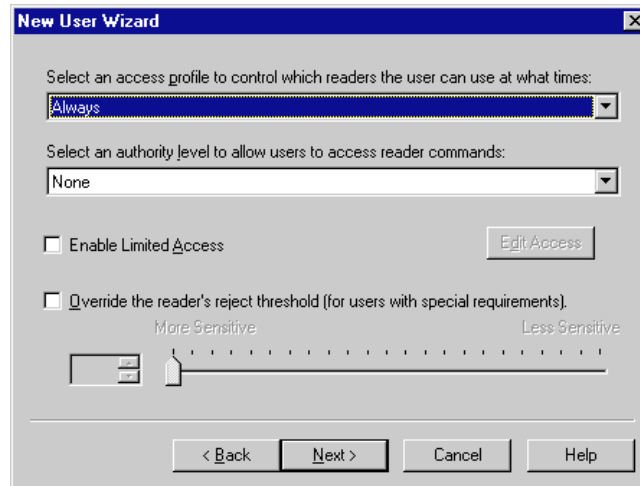 New User Wizard
Select an access profile to control which readers the user can use at what times:
Always
Select an authority level to allow users to access reader commands:
None
Enable Limited Access
Edit Access
Override the reader's reject threshold (for users with special requirements).
More Sensitive Less Sensitive
< Back Next > Cancel Help